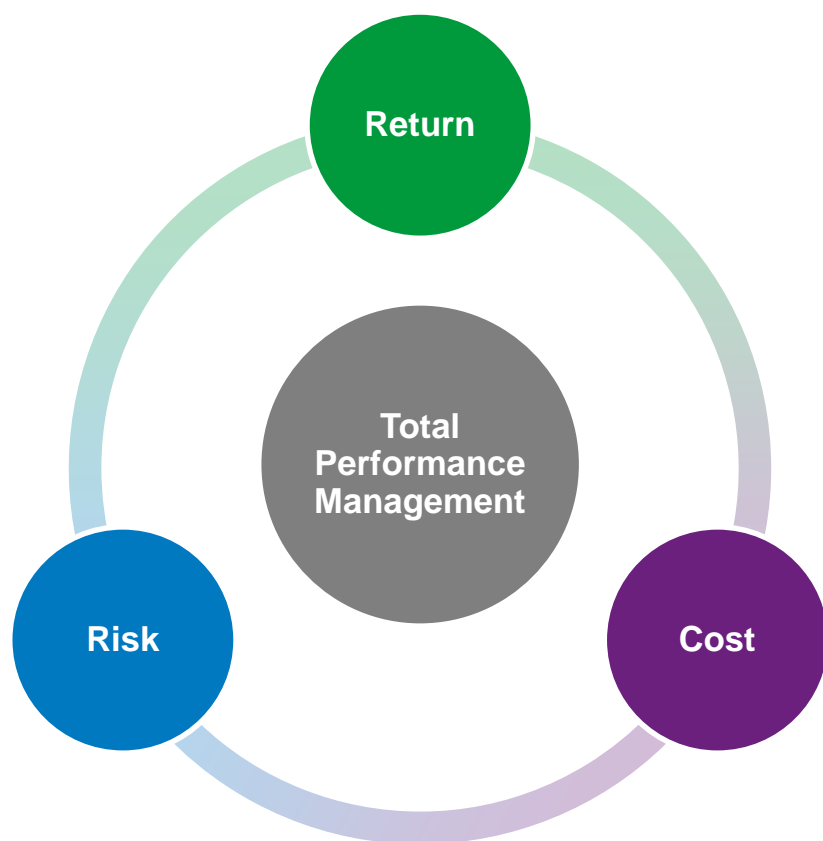 Return
Total
Performance
Management
Risk
Cost